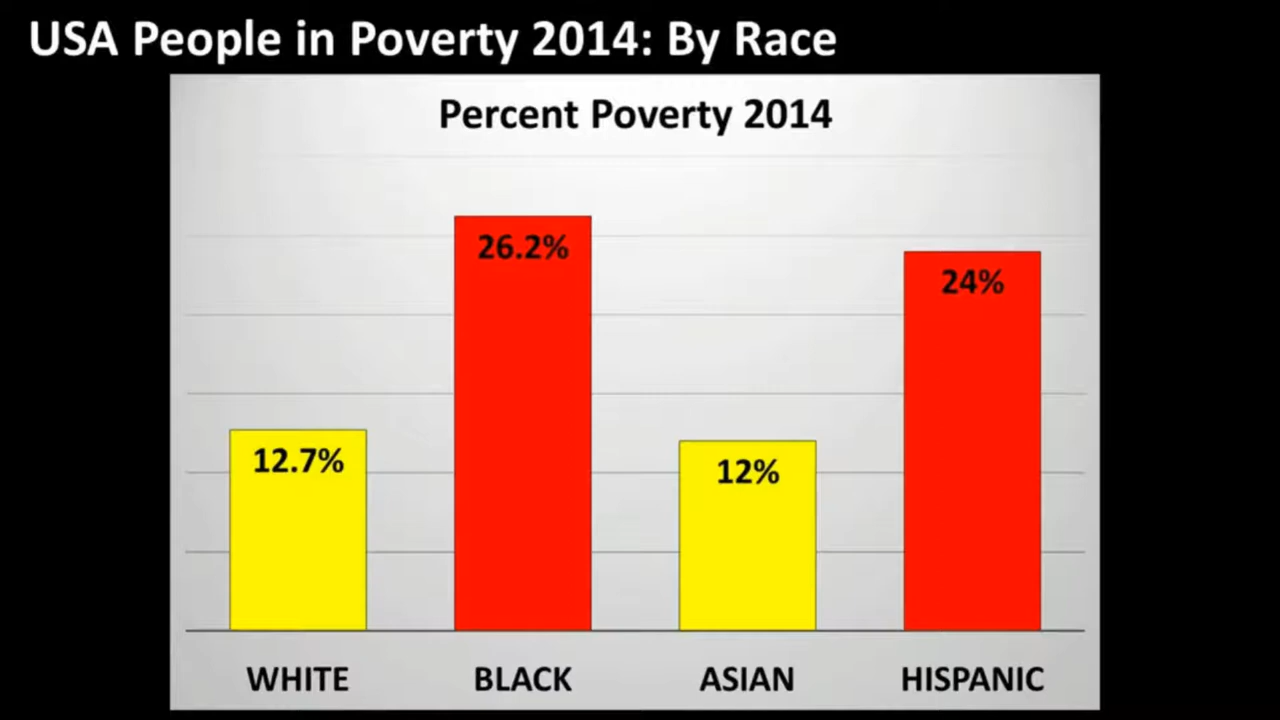 USA People in Poverty 2014: By Race
Percent Poverty 2014
26.2%
24%
12.7%
12%
WHITE BLACK ASIAN HISPANIC